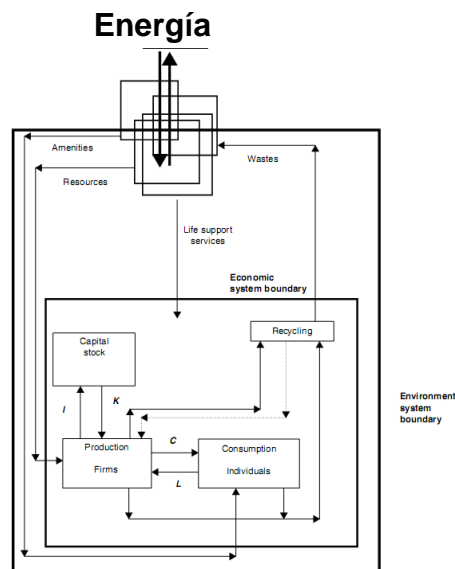 Energía
Amenities
Wastes
Resources
Life support
services
Economic
system boundary
Recycling
Capital
stock
Environment
system
boundary
I
K
Production
Firms
C
L
Consumption
Individuals